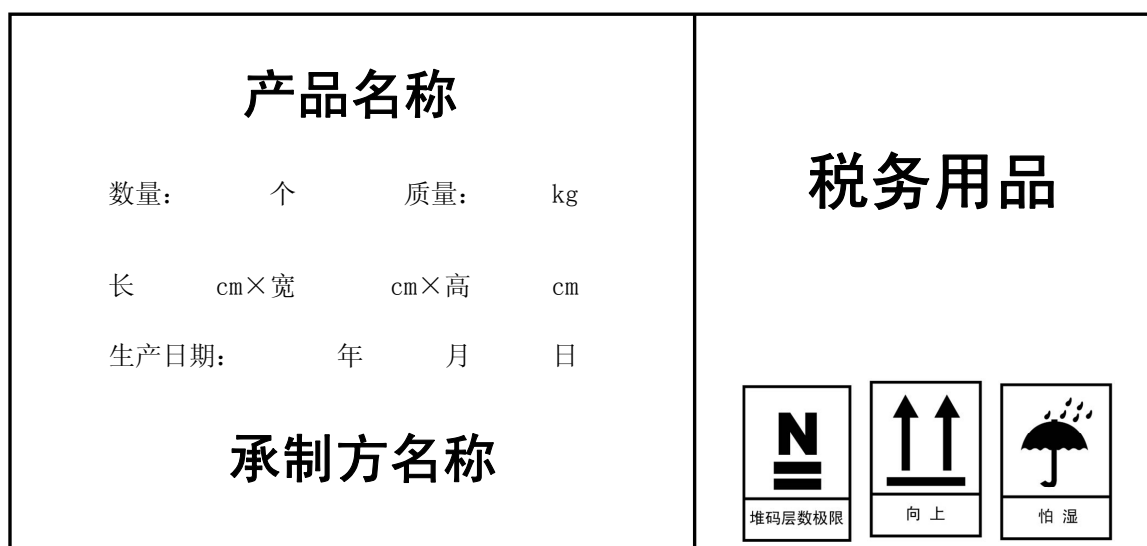 产品名称
数量： 个 质量： kg
长 cm×宽 cm×高 cm
生产日期： 年 月 日
承制方名称
税务用品
N
堆码层数极限
向上
怕湿